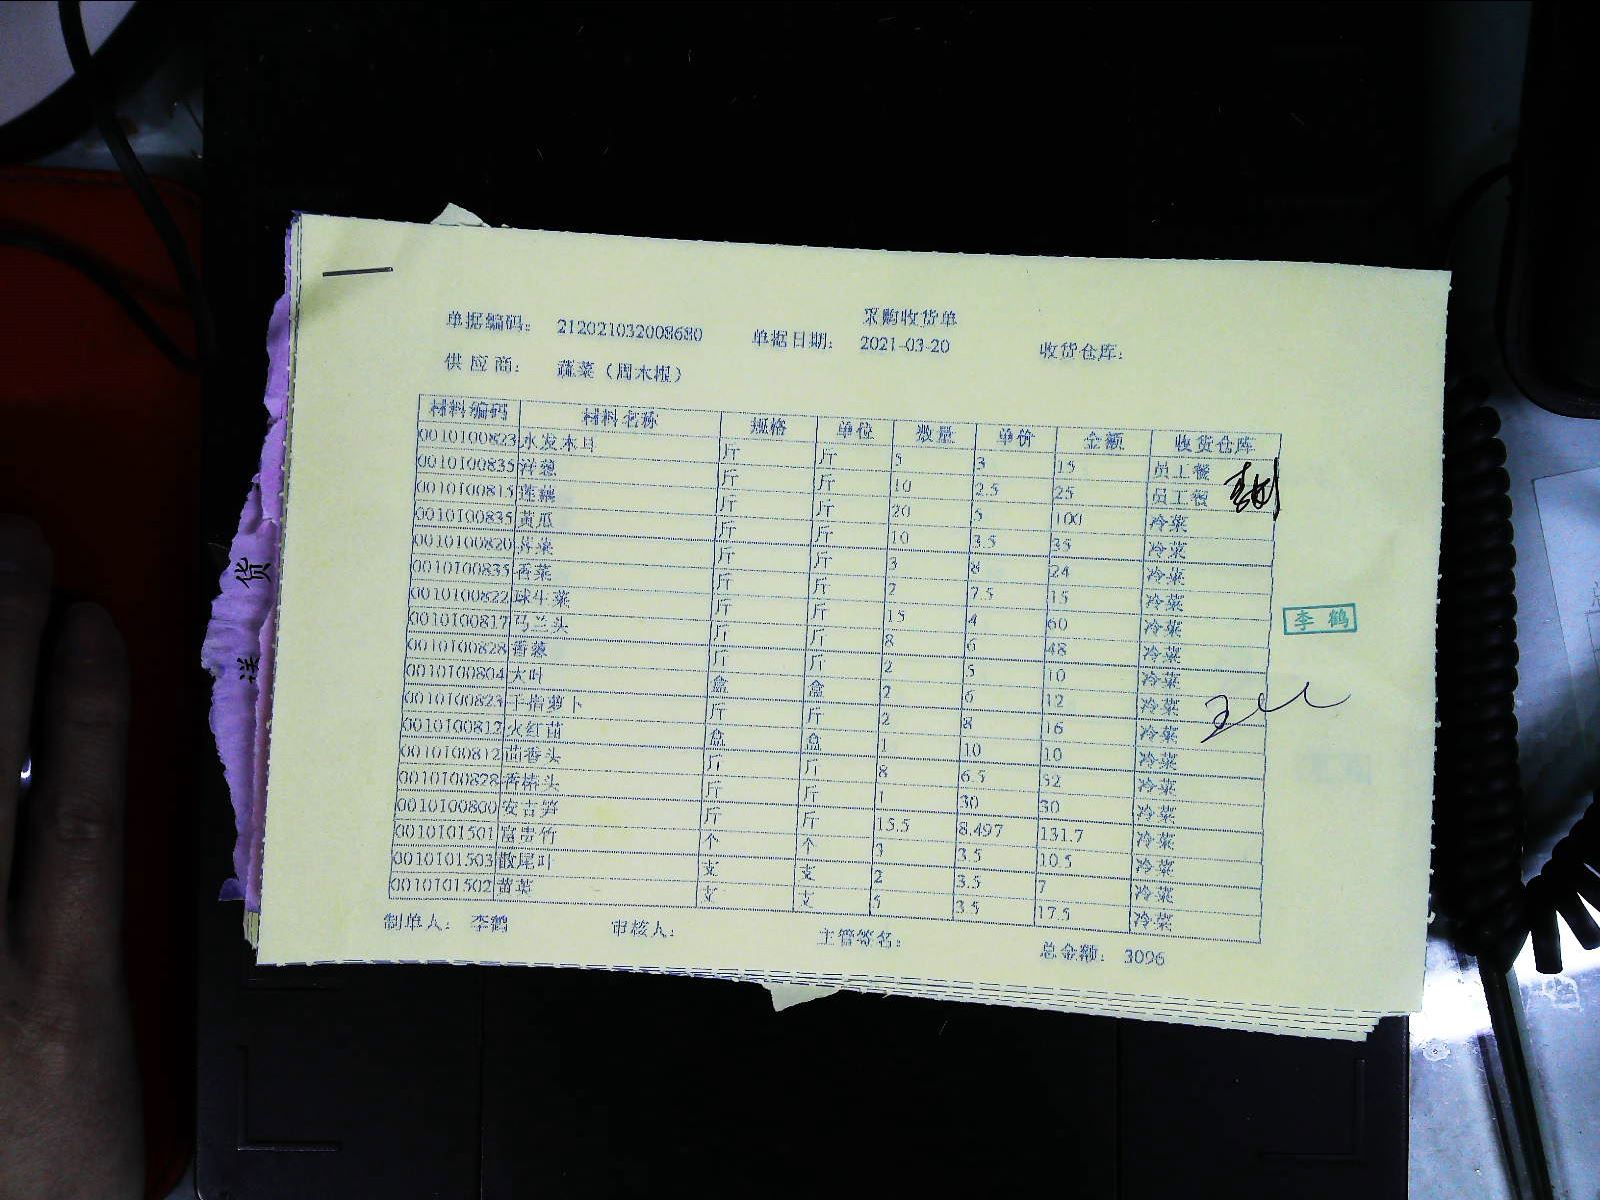 采购收货单
单据编码: 212021032008680 单据日期: 2021-03-20 收货仓库:
供应商: 蔬菜（周木根）
材料编码 材料名称 规格 单位 数量 单价 金额 收货仓库
0010100823 水发木耳 斤 斤 5 3 15 员工餐
0010100835 洋葱 斤 斤 10 2.5 25 员工餐
0010100815 莲藕 斤 斤 20 5 100 冷菜
0010100835 黄瓜 斤 斤 10 3.5 35 冷菜
0010100820 斤 斤 3 8 24 冷菜
0010100835 香菜 斤 斤 2 7.5 15 冷菜
0010100822 球生菜 斤 斤 15 4 60 冷菜
0010100817 马兰头 斤 斤 8 6 48 冷菜
0010100828 香葱 斤 斤 2 5 10 冷菜
0010100804 大叶 盒 盒 2 6 12 冷菜
0010100823 手指萝卜 斤 斤 2 8 16 冷菜
0010100812 火红苗 盒 盒 1 10 10 冷菜
0010100812 茴香头 斤 斤 8 6.5 52 冷菜
0010100828 香椿头 斤 斤 1 30 30 冷菜
0010100800 安吉笋 斤 斤 15.5 8.497 131.7 冷菜
0010101501 富贵竹 个 个 3 3.5 10.5 冷菜
0010101503 散尾叶 支 支 2 3.5 7 冷菜
0010101502 支 支 5 3.5 17.5 冷菜
制单人: 李鹤 审核人: 主管签名: 总金额: 3096
李鹤
送货